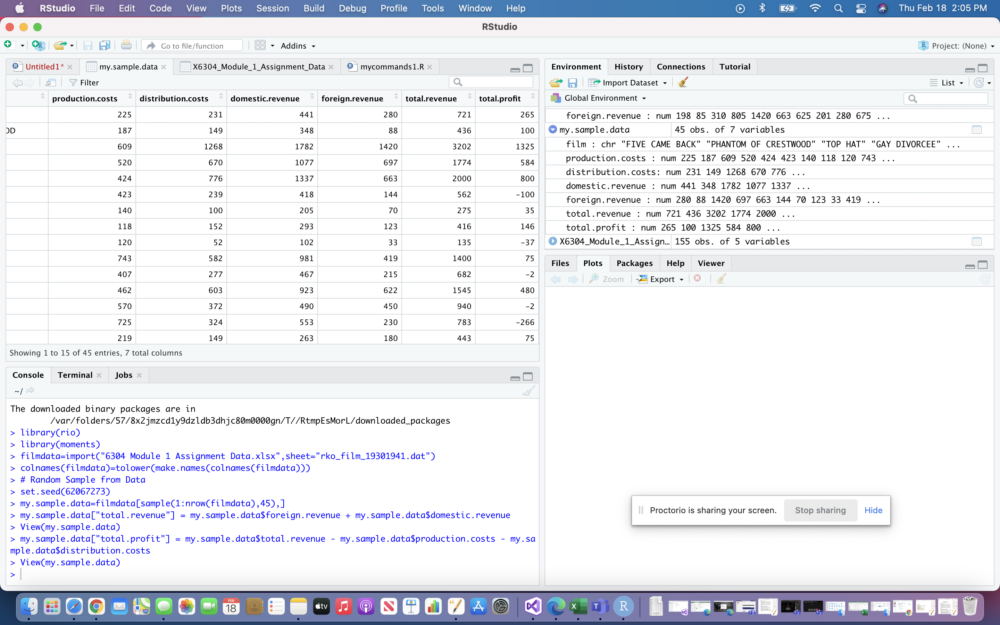 RStudio File Edit Code View Plots Session Build Debug Profile Tools Window Help Thu Feb 18 2:05 PM
RStudio
Go to file/function Addins Project: (None)
Untitled1* my.sample.data X6304_Module_1_Assignment_Data mycommands1.R
Filter
production.costs distribution.costs domestic.revenue foreign.revenue total.revenue total.profit
225 231 441 280 721 265
OD 187 149 348 88 436 100
609 1268 1782 1420 3202 1325
520 670 1077 697 1774 584
424 776 1337 663 2000 800
423 239 418 144 562 -100
140 100 205 70 275 35
118 152 293 123 416 146
120 52 102 33 135 -37
743 582 981 419 1400 75
407 277 467 215 682 -2
462 603 923 622 1545 480
570 372 490 450 940 -2
725 324 553 230 783 -266
219 149 263 180 443 75
Showing 1 to 15 of 45 entries, 7 total columns
Console Terminal Jobs
~/
The downloaded binary packages are in
/var/folders/57/8x2jmzcd1y9dzldb3dhjc80m0000gn/T//RtmpEsMorL/downloaded_packages
> library(rio)
> library(moments)
> filmdata=import("6304 Module 1 Assignment Data.xlsx",sheet="rko_film_19301941.dat")
> colnames(filmdata)=tolower(make.names(colnames(filmdata)))
> # Random Sample from Data
> set.seed(62067273)
> my.sample.data=filmdata[sample(1:nrow(filmdata),45),]
> my.sample.data["total.revenue"] = my.sample.data$foreign.revenue + my.sample.data$domestic.revenue
> View(my.sample.data)
> my.sample.data["total.profit"] = my.sample.data$total.revenue - my.sample.data$production.costs - my.sa
mple.data$distribution.costs
> View(my.sample.data)
>
Environment History Connections Tutorial
Import Dataset List
Global Environment
foreign.revenue : num 198 85 310 805 1420 663 625 201 280 675 ...
my.sample.data 45 obs. of 7 variables
film : chr "FIVE CAME BACK" "PHANTOM OF CRESTWOOD" "TOP HAT" "GAY DIVORCEE" ...
production.costs : num 225 187 609 520 424 423 140 118 120 743 ...
distribution.costs: num 231 149 1268 670 776 ...
domestic.revenue : num 441 348 1782 1077 1337 ...
foreign.revenue : num 280 88 1420 697 663 144 70 123 33 419 ...
total.revenue : num 721 436 3202 1774 2000 ...
total.profit : num 265 100 1325 584 800 ...
X6304_Module_1_Assign… 155 obs. of 5 variables
Files Plots Packages Help Viewer
Zoom Export
Proctorio is sharing your screen. Stop sharing Hide
FEB
18
tv
XLSX